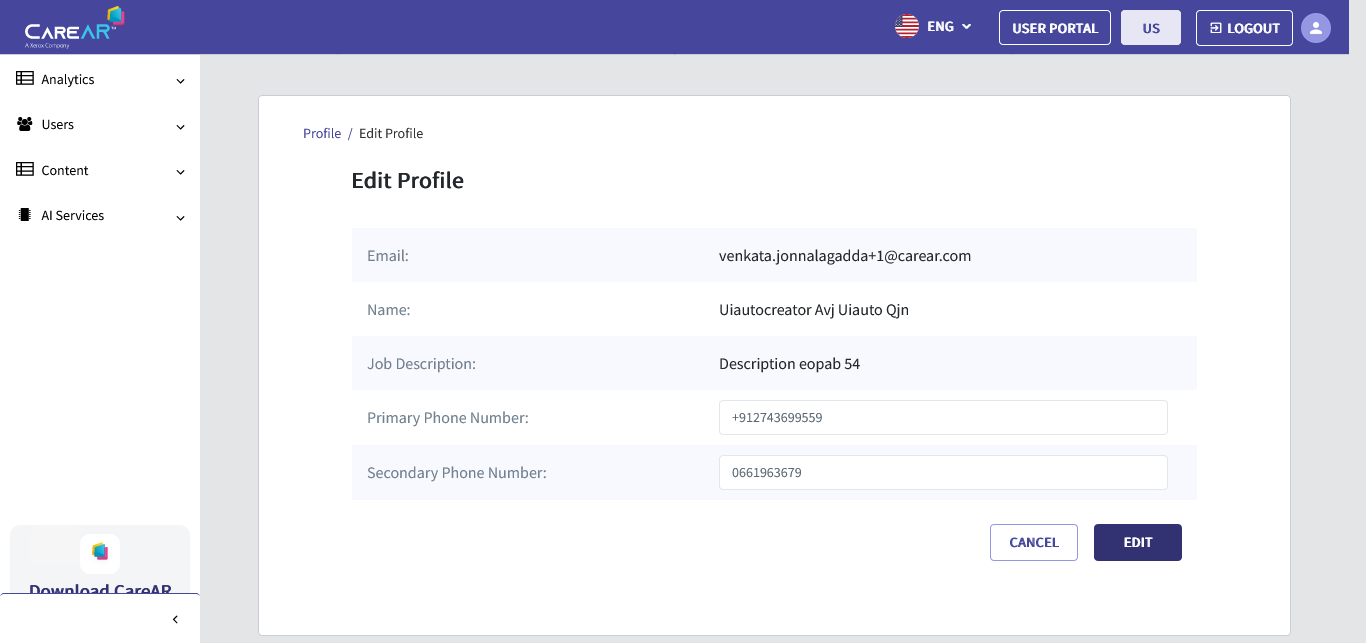 CAREAR™
A Xerox Company
ENG
USER PORTAL
US
LOGOUT
Analytics
Users
Content
AI Services
Download CareAR
Profile / Edit Profile
Edit Profile
Email: venkata.jonnalagadda+1@carear.com
Name: Uiautocreator Avj Uiauto Qjn
Job Description: Description eopab 54
Primary Phone Number: +912743699559
Secondary Phone Number: 0661963679
CANCEL
EDIT